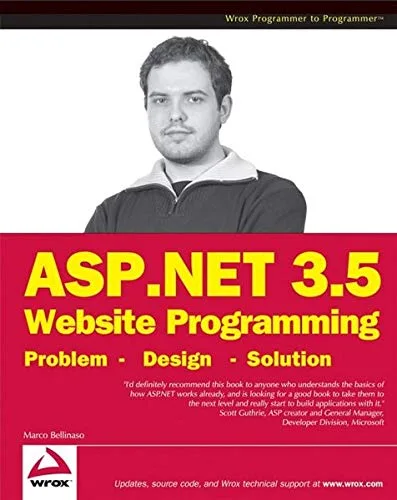 Wrox Programmer to Programmer™
ASP.NET 3.5
Website Programming
Problem - Design - Solution
"I'd definitely recommend this book to anyone who understands the basics of
how ASP.NET works already, and is looking for a good book to take them to
the next level and really start to build applications with it."
Scott Guthrie, ASP creator and General Manager,
Developer Division, Microsoft
Marco Bellinaso
wrox
Updates, source code, and Wrox technical support at www.wrox.com